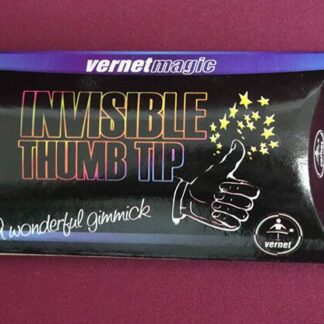 vernetmagic
INVISIBLE
THUMB TIP
A wonderful gimmick
vernet